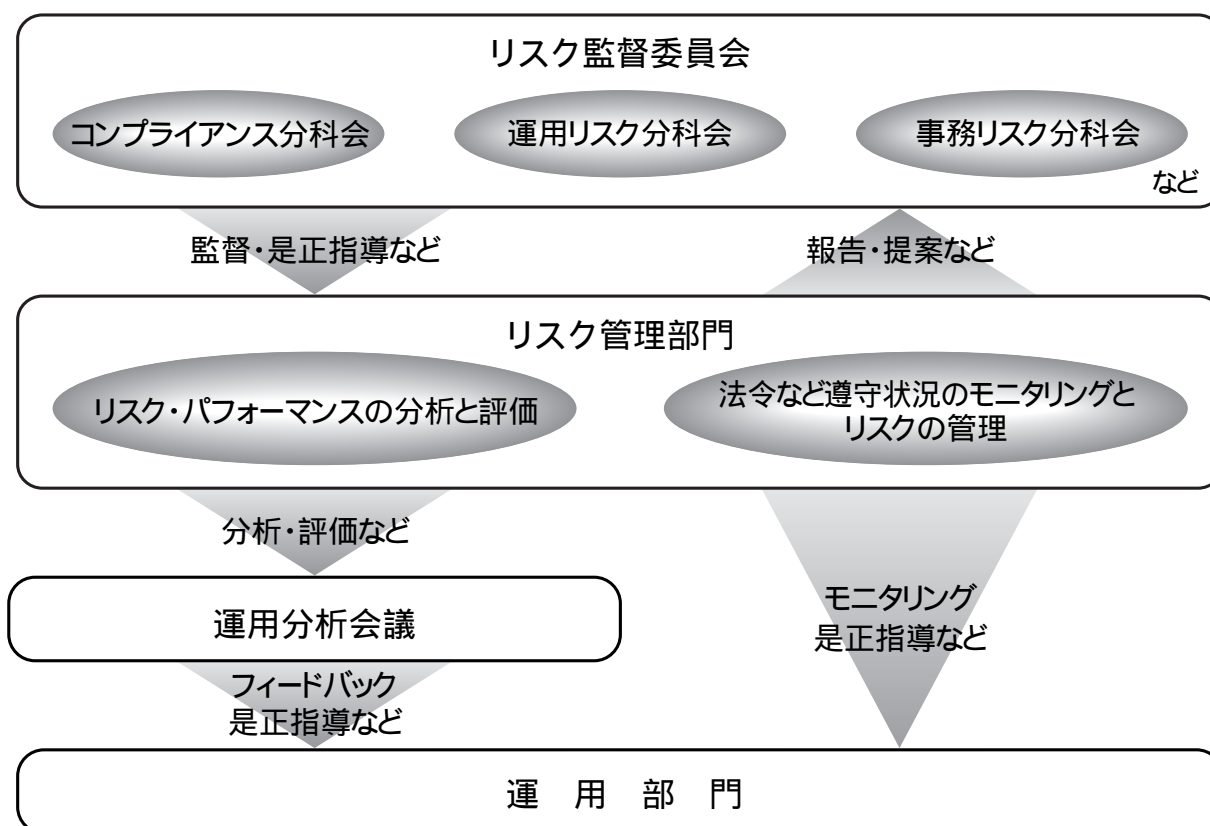 リスク監督委員会
コンプライアンス分科会
運用リスク分科会
事務リスク分科会
など
監督・是正指導など
報告・提案など
リスク管理部門
リスク・パフォーマンスの分析と評価
法令など遵守状況のモニタリングと
リスクの管理
分析・評価など
運用分析会議
モニタリング
是正指導など
フィードバック
是正指導など
運 用 部 門